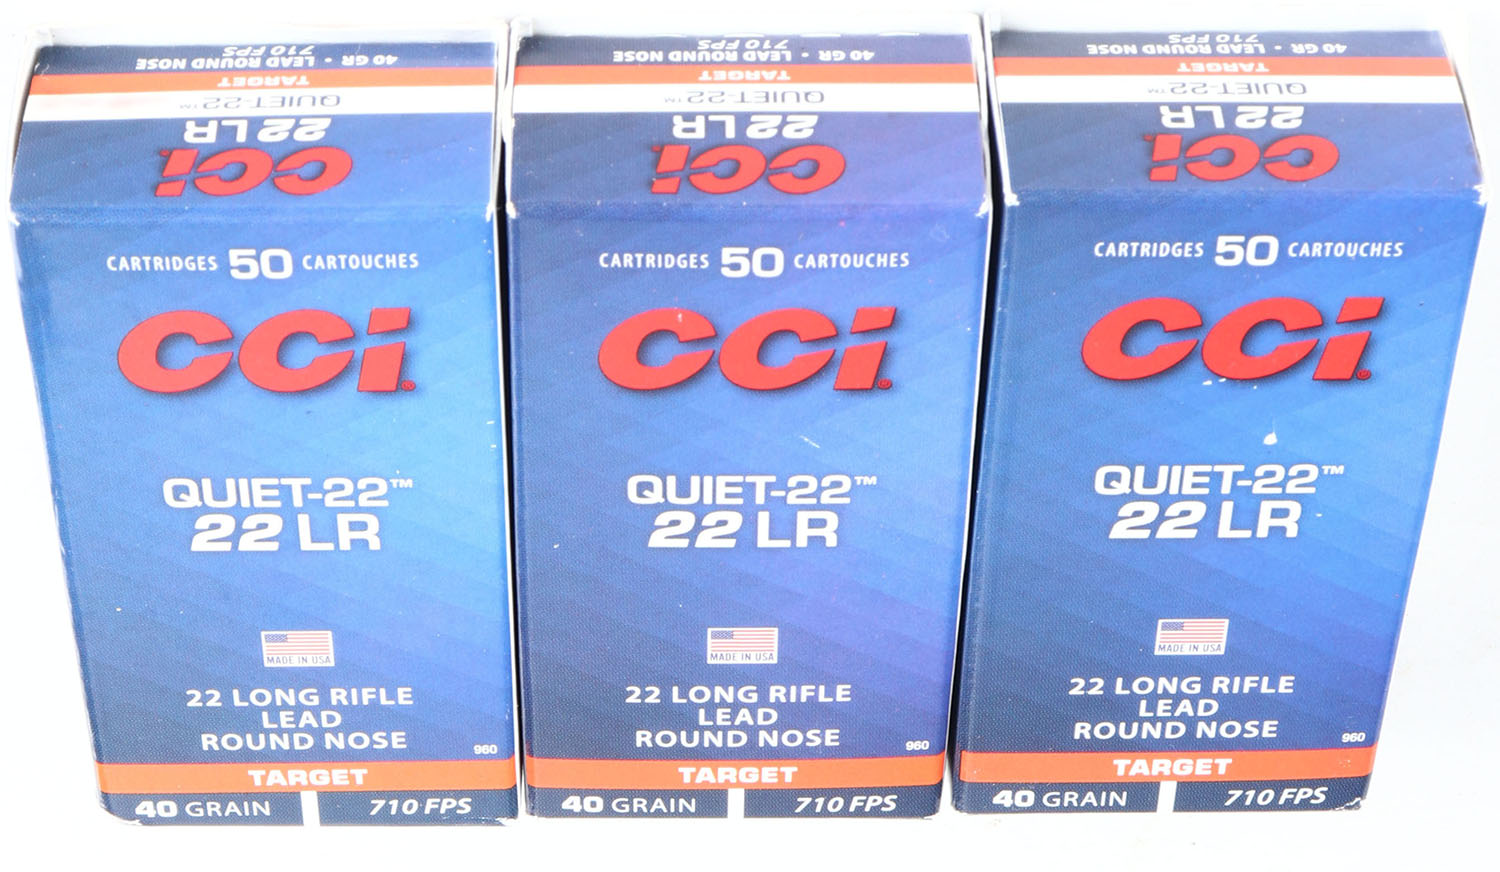 40 GR • LEAD ROUND NOSE
710 FPS
TARGET
QUIET-22™
22 LR
CCI
CARTRIDGES 50 CARTOUCHES
CCI®
QUIET-22™
22 LR
MADE IN USA
22 LONG RIFLE
LEAD
ROUND NOSE
960
TARGET
40 GRAIN 710 FPS
40 GR • LEAD ROUND NOSE
710 FPS
TARGET
QUIET-22™
22 LR
CCI
CARTRIDGES 50 CARTOUCHES
CCI®
QUIET-22™
22 LR
MADE IN USA
22 LONG RIFLE
LEAD
ROUND NOSE
960
TARGET
40 GRAIN 710 FPS
40 GR • LEAD ROUND NOSE
710 FPS
TARGET
QUIET-22™
22 LR
CCI
CARTRIDGES 50 CARTOUCHES
CCI®
QUIET-22™
22 LR
MADE IN USA
22 LONG RIFLE
LEAD
ROUND NOSE
960
TARGET
40 GRAIN 710 FPS